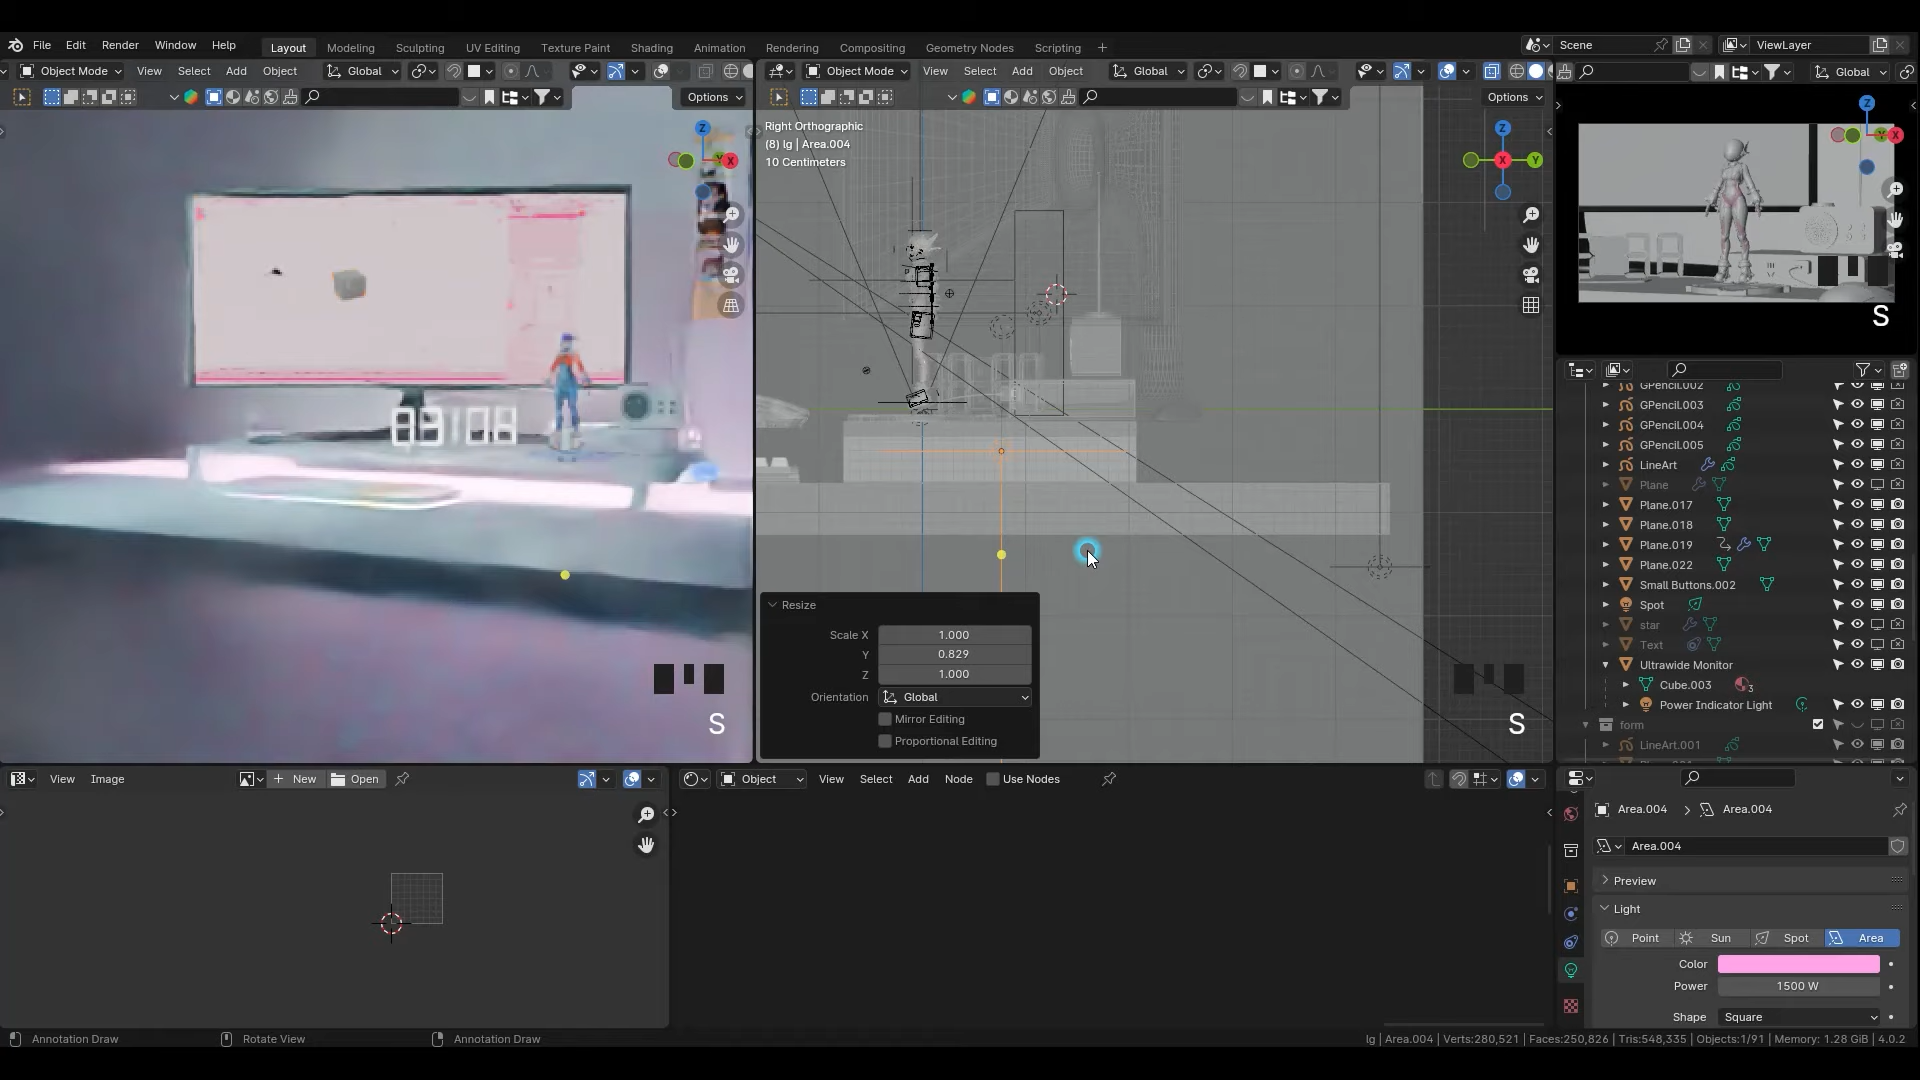 File Edit Render Window Help Layout Modeling Sculpting UV Editing Texture Paint Shading Animation Rendering Compositing Geometry Nodes Scripting + Scene ViewLayer
Object Mode View Select Add Object Global Object Mode View Select Add Object Global Global
Options Options
Right Orthographic
(8) lg | Area.004
10 Centimeters
Z X Y
S
GPencil.002
GPencil.003
GPencil.004
GPencil.005
LineArt
Plane
Plane.017
Plane.018
Plane.019
Plane.022
Small Buttons.002
Spot
star
Text
Ultrawide Monitor
Cube.003 3
Power Indicator Light
form
LineArt.001
09:08
Resize
Scale X 1.000
Y 0.829
Z 1.000
Orientation Global
Mirror Editing
Proportional Editing
S S
View Image New Open Object View Select Add Node Use Nodes
Area.004 > Area.004
Area.004
Preview
Light
Point Sun Spot Area
Color
Power 1500 W
Shape Square
Annotation Draw Rotate View Annotation Draw lg | Area.004 | Verts:280,521 | Faces:250,826 | Tris:548,335 | Objects:1/91 | Memory: 1.28 GiB | 4.0.2